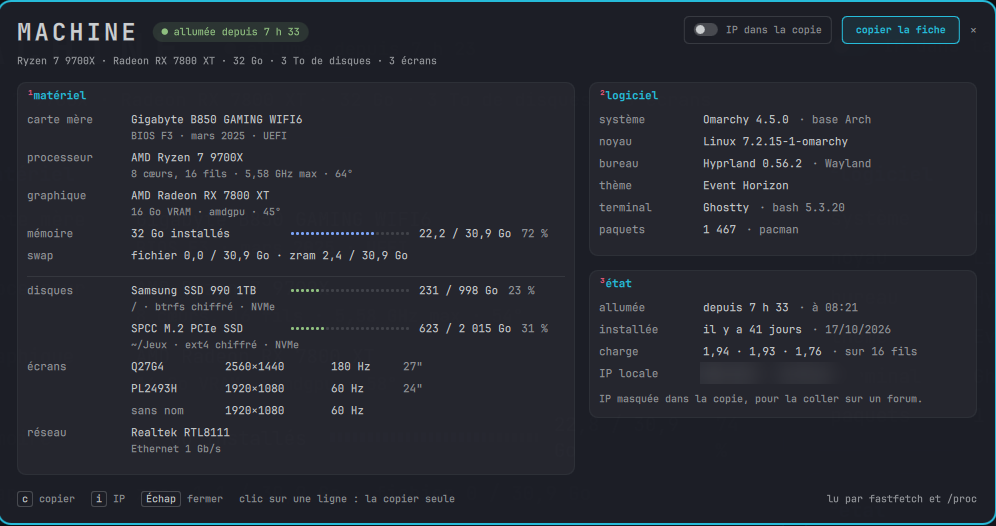 MACHINE
● allumée depuis 7 h 33
IP dans la copie
copier la fiche
×
Ryzen 7 9700X · Radeon RX 7800 XT · 32 Go · 3 To de disques · 3 écrans
¹matériel
carte mère Gigabyte B850 GAMING WIFI6
BIOS F3 · mars 2025 · UEFI
processeur AMD Ryzen 7 9700X
8 cœurs, 16 fils · 5,58 GHz max · 64°
graphique AMD Radeon RX 7800 XT
16 Go VRAM · amdgpu · 45°
mémoire 32 Go installés 22,2 / 30,9 Go 72 %
swap fichier 0,0 / 30,9 Go · zram 2,4 / 30,9 Go
disques Samsung SSD 990 1TB 231 / 998 Go 23 %
/ · btrfs chiffré · NVMe
SPCC M.2 PCIe SSD 623 / 2 015 Go 31 %
~/Jeux · ext4 chiffré · NVMe
écrans Q27G4 2560×1440 180 Hz 27"
PL2493H 1920×1080 60 Hz 24"
sans nom 1920×1080 60 Hz
réseau Realtek RTL8111
Ethernet 1 Gb/s
²logiciel
système Omarchy 4.5.0 · base Arch
noyau Linux 7.2.15-1-omarchy
bureau Hyprland 0.56.2 · Wayland
thème Event Horizon
terminal Ghostty · bash 5.3.20
paquets 1 467 · pacman
³état
allumée depuis 7 h 33 · à 08:21
installée il y a 41 jours · 17/10/2026
charge 1,94 · 1,93 · 1,76 · sur 16 fils
IP locale
IP masquée dans la copie, pour la coller sur un forum.
c copier i IP Échap fermer clic sur une ligne : la copier seule
lu par fastfetch et /proc